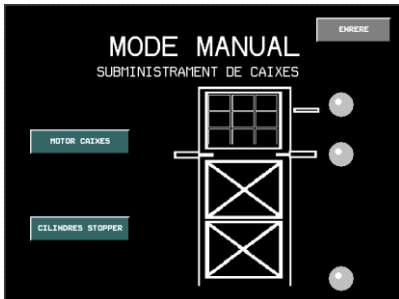 ENRERE
MODE MANUAL
SUBMINISTRAMENT DE CAIXES
MOTOR CAIXES
CILINDRES STOPPER